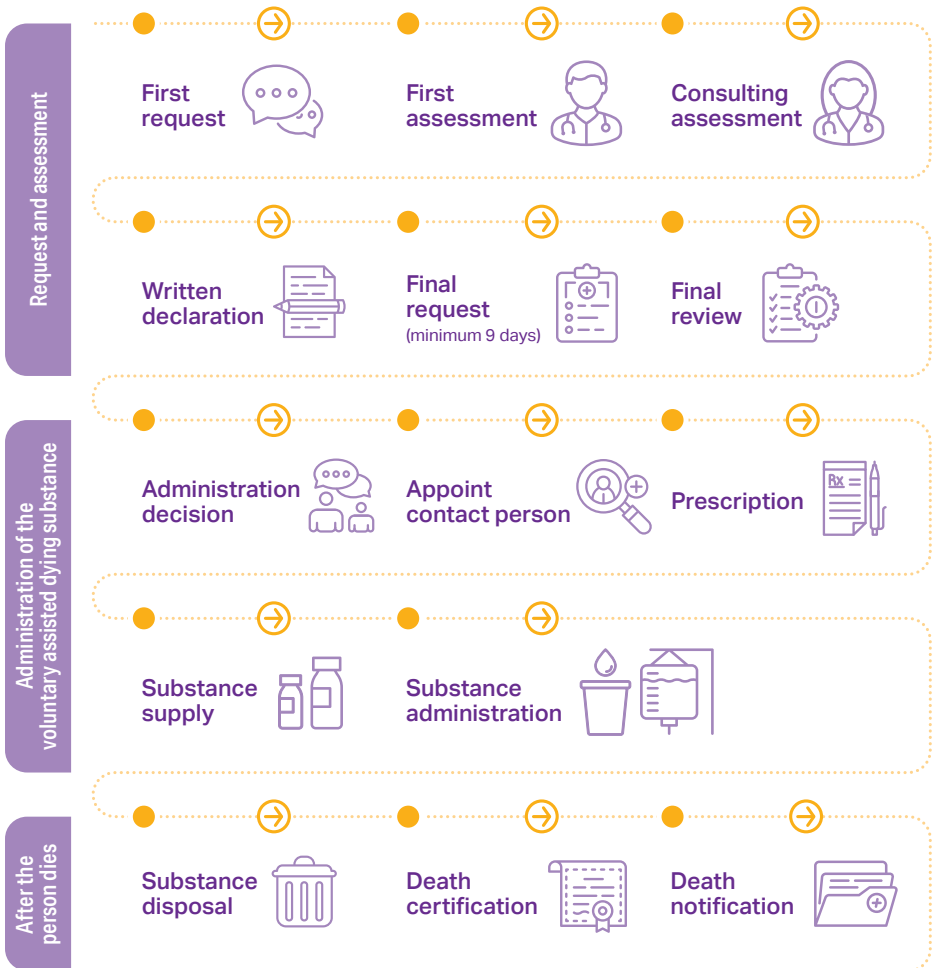 Request and assessment
First
request
First
assessment
Consulting
assessment
Written
declaration
Final
request
(minimum 9 days)
Final
review
Administration of the
voluntary assisted dying substance
Administration
decision
Appoint
contact person
Prescription
Rx
Substance
supply
Substance
administration
After the
person dies
Substance
disposal
Death
certification
Death
notification